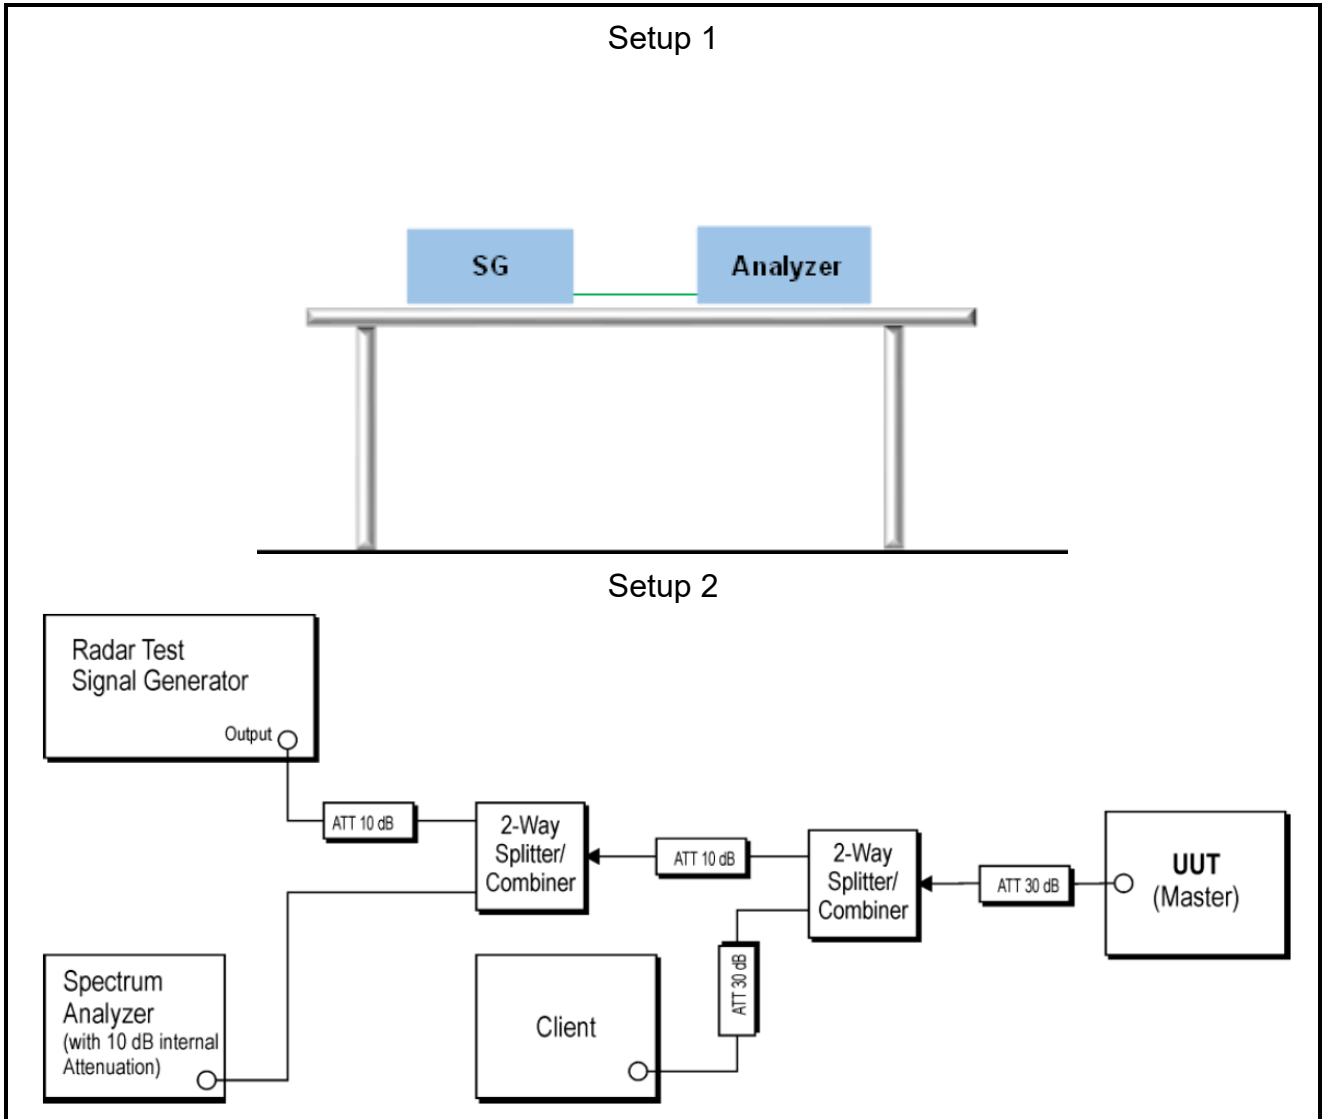 Setup 1
SG
Analyzer
Setup 2
Radar Test
Signal Generator
Output
ATT 10 dB
2-Way
Splitter/
Combiner
ATT 10 dB
2-Way
Splitter/
Combiner
ATT 30 dB
UUT
(Master)
Spectrum
Analyzer
(with 10 dB internal
Attenuation)
Client
ATT 30 dB